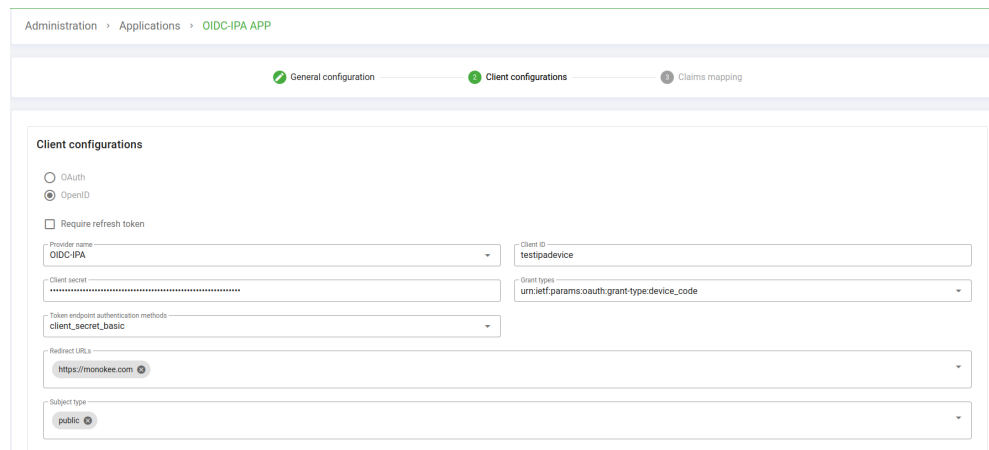 Administration › Applications › OIDC-IPA APP
General configuration
2 Client configurations
3 Claims mapping
Client configurations
OAuth
OpenID
Require refresh token
Provider name
OIDC-IPA
Client ID
testipadevice
Client secret
Grant types
urn:ietf:params:oauth:grant-type:device_code
Token endpoint authentication methods
client_secret_basic
Redirect URLs
https://monokee.com
Subject type
public